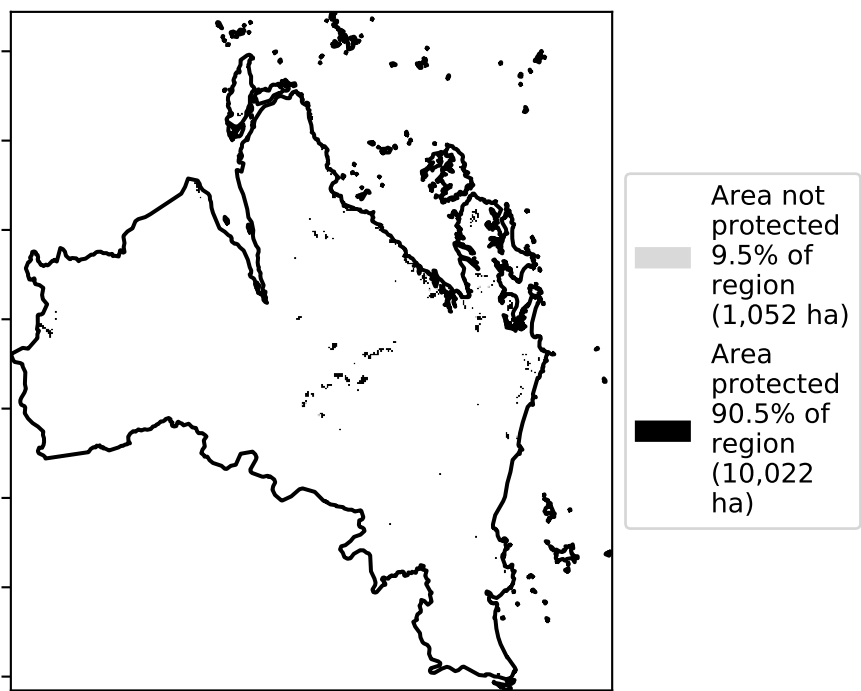 Area not
protected
9.5% of
region
(1,052 ha)
Area
protected
90.5% of
region
(10,022
ha)